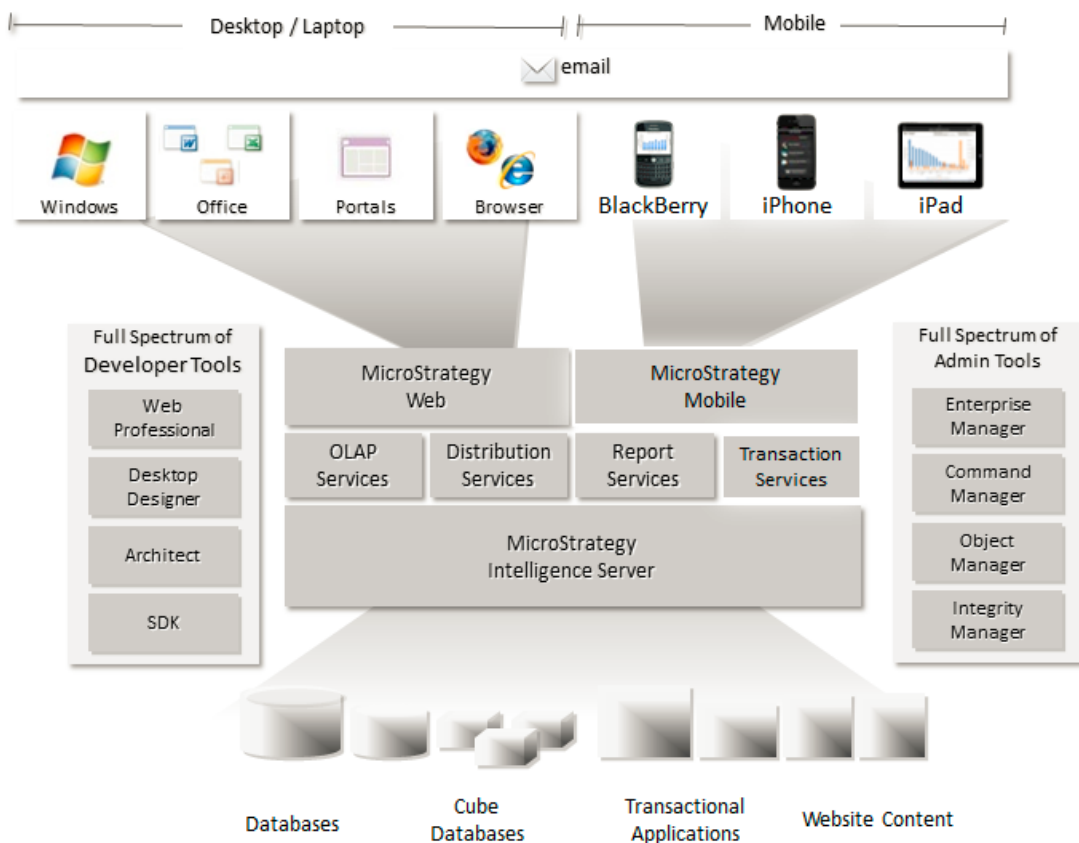 Desktop / Laptop
Mobile
email
Windows
Office
Portals
Browser
BlackBerry
iPhone
iPad
Full Spectrum of
Developer Tools
Web
Professional
Desktop
Designer
Architect
SDK
MicroStrategy
Web
MicroStrategy
Mobile
OLAP
Services
Distribution
Services
Report
Services
Transaction
Services
MicroStrategy
Intelligence Server
Full Spectrum of
Admin Tools
Enterprise
Manager
Command
Manager
Object
Manager
Integrity
Manager
Databases
Cube
Databases
Transactional
Applications
Website Content